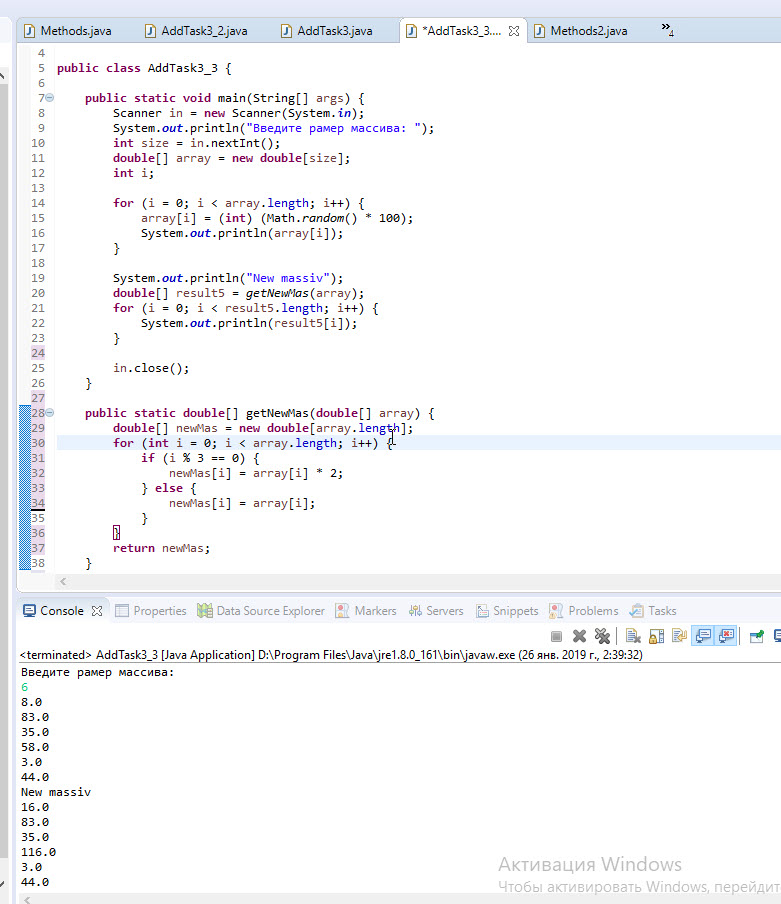 Methods.java AddTask3_2.java AddTask3.java *AddTask3_3.... Methods2.java »4
4
5 public class AddTask3_3 {
6
7 public static void main(String[] args) {
8 Scanner in = new Scanner(System.in);
9 System.out.println("Введите рамер массива: ");
10 int size = in.nextInt();
11 double[] array = new double[size];
12 int i;
13
14 for (i = 0; i < array.length; i++) {
15 array[i] = (int) (Math.random() * 100);
16 System.out.println(array[i]);
17 }
18
19 System.out.println("New massiv");
20 double[] result5 = getNewMas(array);
21 for (i = 0; i < result5.length; i++) {
22 System.out.println(result5[i]);
23 }
24
25 in.close();
26 }
27
28 public static double[] getNewMas(double[] array) {
29 double[] newMas = new double[array.length];
30 for (int i = 0; i < array.length; i++) {
31 if (i % 3 == 0) {
32 newMas[i] = array[i] * 2;
33 } else {
34 newMas[i] = array[i];
35 }
36 }
37 return newMas;
38 }
Console Properties Data Source Explorer Markers Servers Snippets Problems Tasks
<terminated> AddTask3_3 [Java Application] D:\Program Files\Java\jre1.8.0_161\bin\javaw.exe (26 янв. 2019 г., 2:39:32)
Введите рамер массива:
6
8.0
83.0
35.0
58.0
3.0
44.0
New massiv
16.0
83.0
35.0
116.0
3.0
44.0
Активация Windows
Чтобы активировать Windows, перейдит